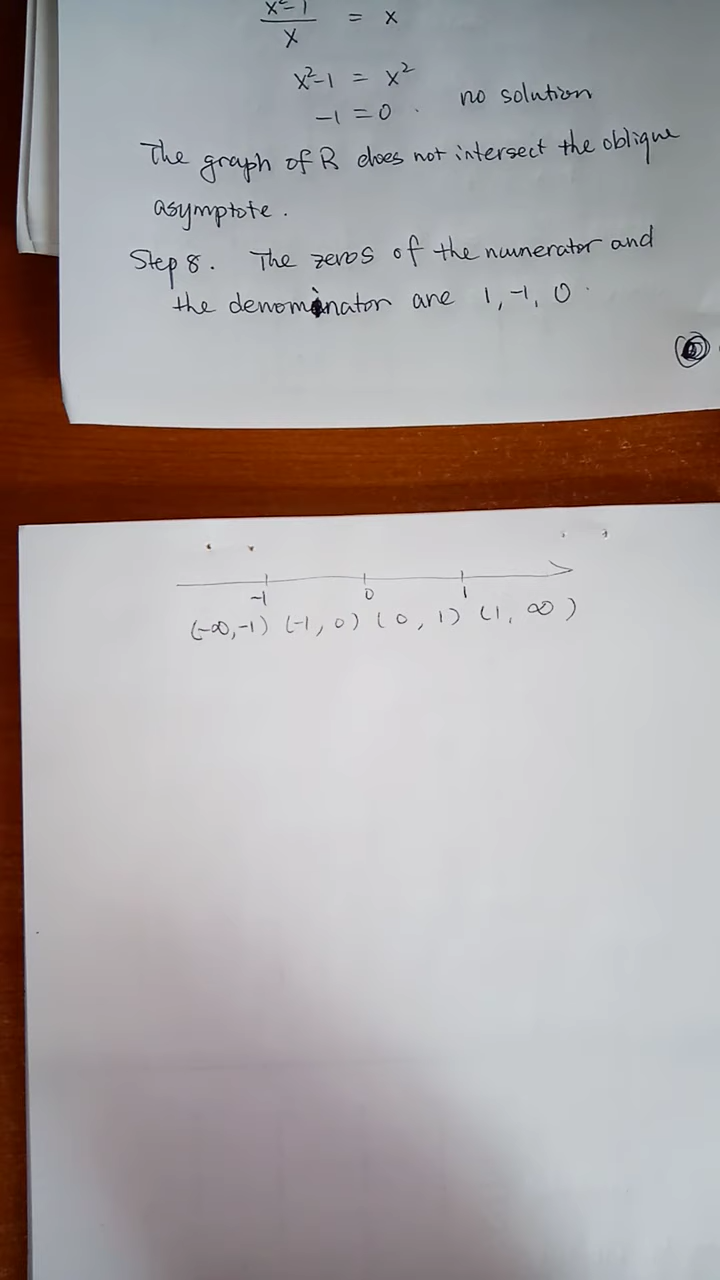 x²-1 / x = x
x²-1 = x²
-1 = 0 . no solution
The graph of R does not intersect the oblique
asymptote.
Step 8. The zeros of the numerator and
the denominator are 1, -1, 0.
-1 0 1
(-∞,-1) (-1, 0) (0, 1) (1, ∞)